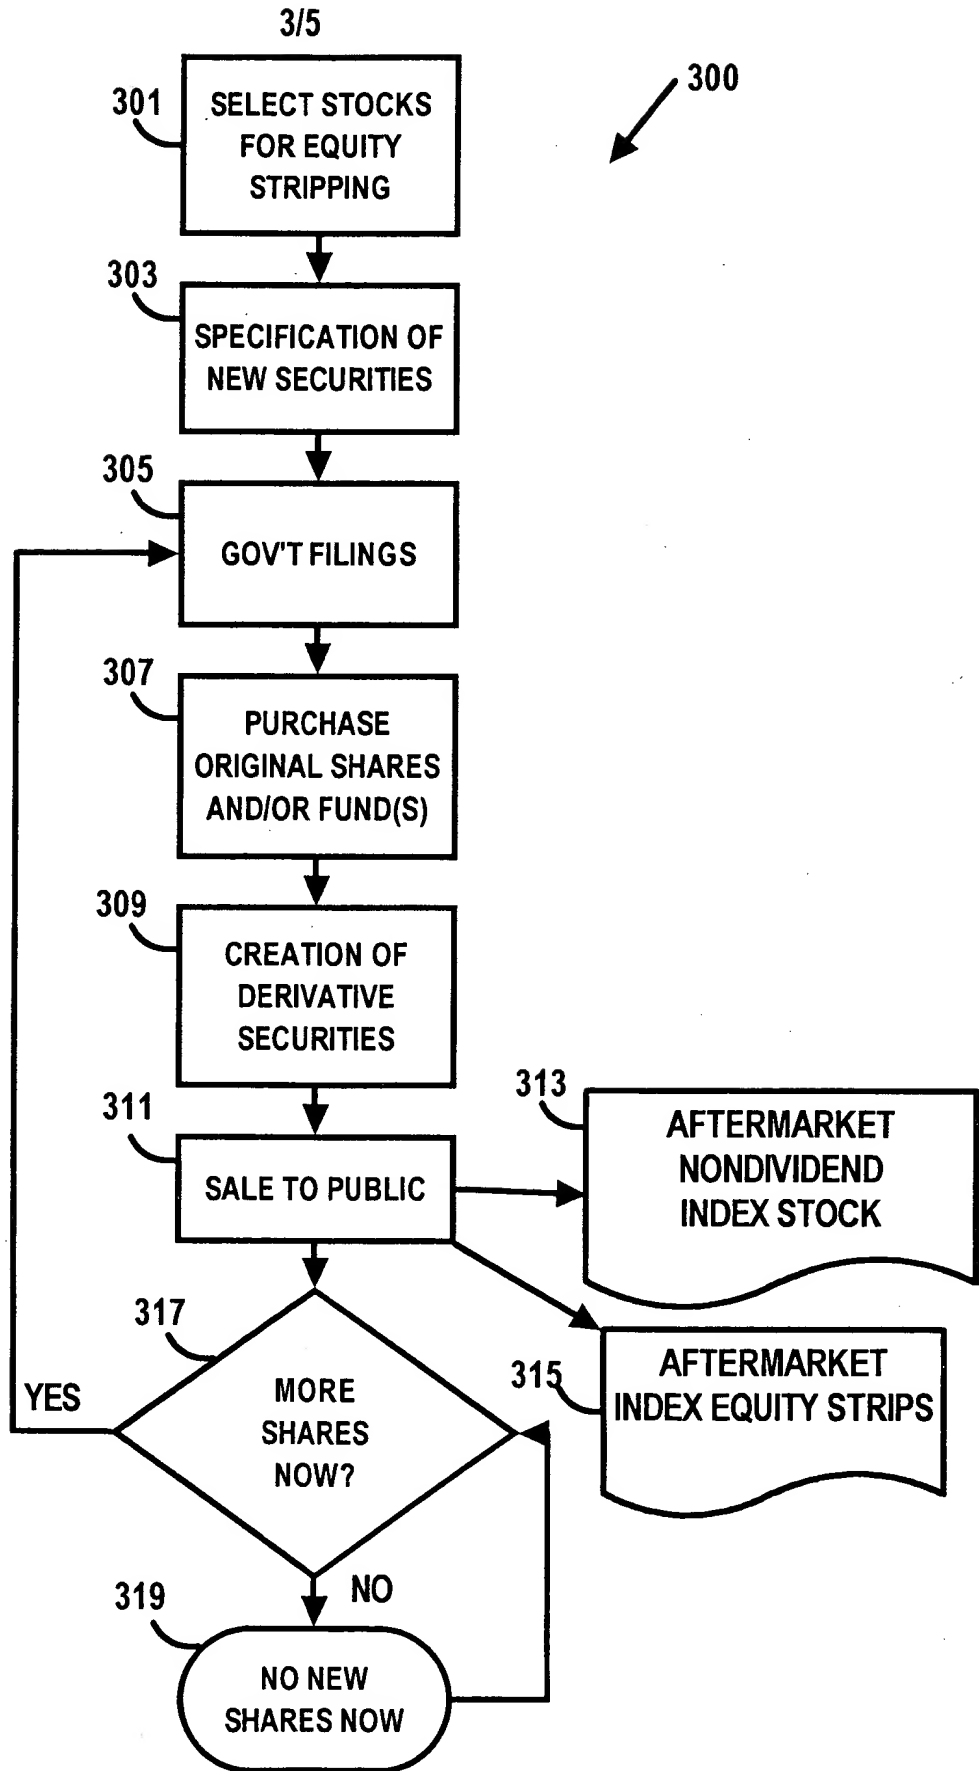 3/5
300
301
SELECT STOCKS
FOR EQUITY
STRIPPING
303
SPECIFICATION OF
NEW SECURITIES
305
GOV'T FILINGS
307
PURCHASE
ORIGINAL SHARES
AND/OR FUND(S)
309
CREATION OF
DERIVATIVE
SECURITIES
311
SALE TO PUBLIC
313
AFTERMARKET
NONDIVIDEND
INDEX STOCK
315
AFTERMARKET
INDEX EQUITY STRIPS
317
MORE
SHARES
NOW?
YES
NO
319
NO NEW
SHARES NOW